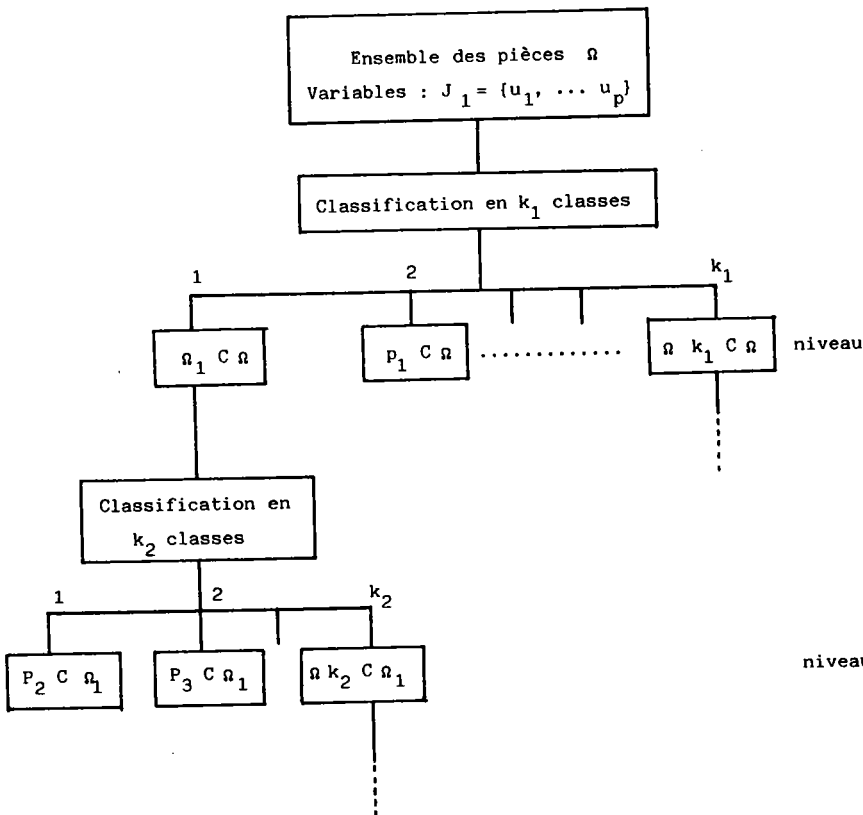 Ensemble des pièces Ω
Variables : J₁ = {u₁, ... uₚ}
Classification en k₁ classes
1 2 k₁
Ω₁ C Ω p₁ C Ω ............. Ω k₁ C Ω niveau
Classification en
k₂ classes
1 2 k₂
P₂ C Ω₁ P₃ C Ω₁ Ω k₂ C Ω₁ niveau